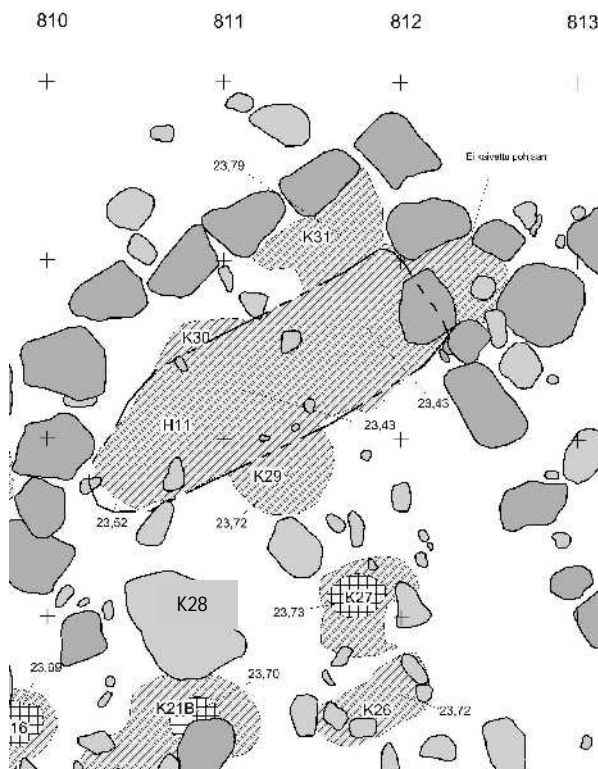 810
811
812
813
Ei kaivettu pohjaan
23,79
K31
K30
23,43
23,43
H11
K29
23,52
23,72
K28
K27
23,73
23,69
23,70
K21B
16
K26
23,72